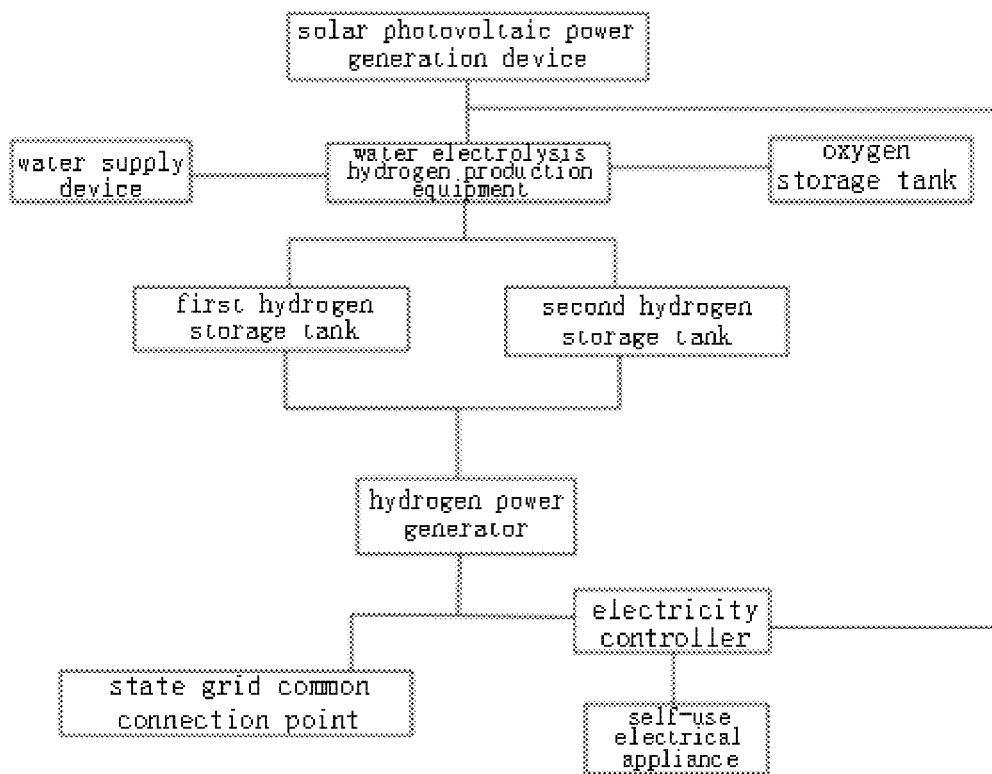 solar photovoltaic power
generation device
water supply
device
water electrolysis
hydrogen production
equipment
oxygen
storage tank
first hydrogen
storage tank
second hydrogen
storage tank
hydrogen power
generator
electricity
controller
state grid common
connection point
self-use
electrical
appliance